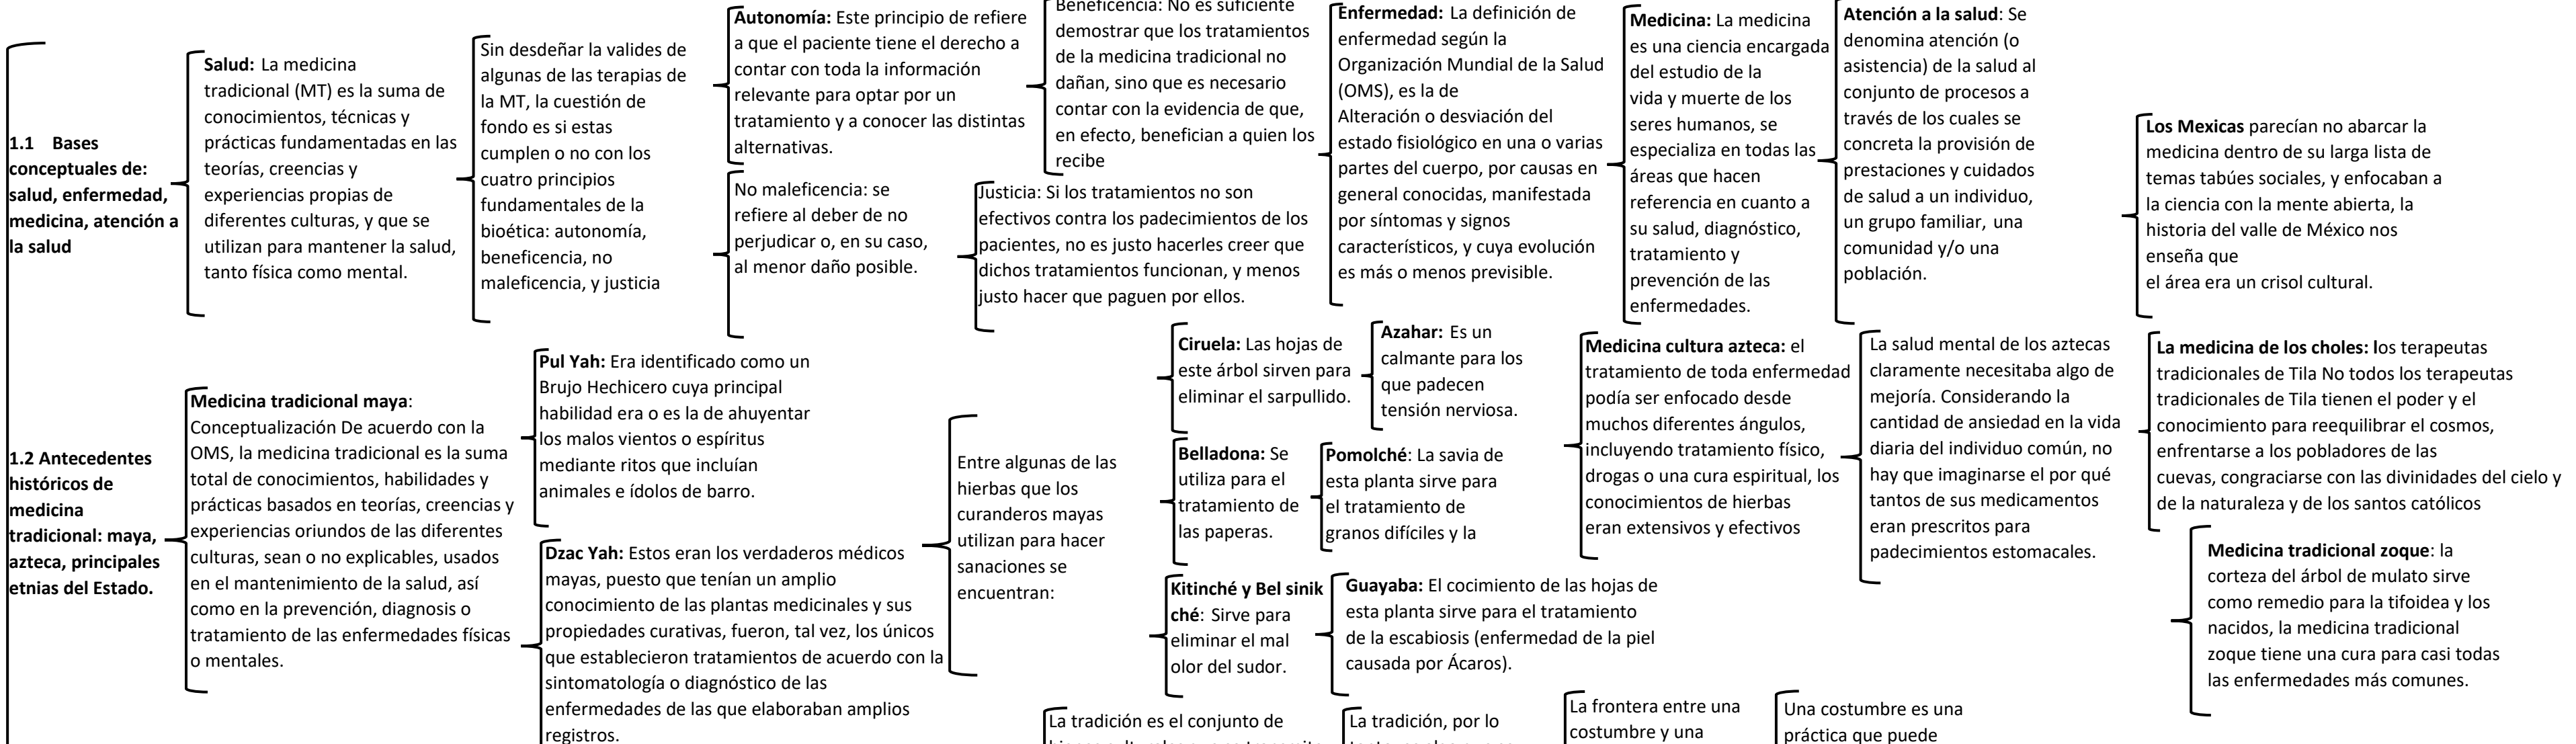 1.1 Bases
conceptuales de:
salud, enfermedad,
medicina, atención a
la salud
Salud: La medicina
tradicional (MT) es la suma de
conocimientos, técnicas y
prácticas fundamentadas en las
teorías, creencias y
experiencias propias de
diferentes culturas, y que se
utilizan para mantener la salud,
tanto física como mental.
Sin desdeñar la valides de
algunas de las terapias de
la MT, la cuestión de
fondo es si estas
cumplen o no con los
cuatro principios
fundamentales de la
bioética: autonomía,
beneficencia, no
maleficencia, y justicia
Autonomía: Este principio de refiere
a que el paciente tiene el derecho a
contar con toda la información
relevante para optar por un
tratamiento y a conocer las distintas
alternativas.
No maleficencia: se
refiere al deber de no
perjudicar o, en su caso,
al menor daño posible.
Beneficencia: No es suficiente
demostrar que los tratamientos
de la medicina tradicional no
dañan, sino que es necesario
contar con la evidencia de que,
en efecto, benefician a quien los
recibe
Justicia: Si los tratamientos no son
efectivos contra los padecimientos de los
pacientes, no es justo hacerles creer que
dichos tratamientos funcionan, y menos
justo hacer que paguen por ellos.
Enfermedad: La definición de
enfermedad según la
Organización Mundial de la Salud
(OMS), es la de
Alteración o desviación del
estado fisiológico en una o varias
partes del cuerpo, por causas en
general conocidas, manifestada
por síntomas y signos
característicos, y cuya evolución
es más o menos previsible.
Medicina: La medicina
es una ciencia encargada
del estudio de la
vida y muerte de los
seres humanos, se
especializa en todas las
áreas que hacen
referencia en cuanto a
su salud, diagnóstico,
tratamiento y
prevención de las
enfermedades.
Atención a la salud: Se
denomina atención (o
asistencia) de la salud al
conjunto de procesos a
través de los cuales se
concreta la provisión de
prestaciones y cuidados
de salud a un individuo,
un grupo familiar, una
comunidad y/o una
población.
Los Mexicas parecían no abarcar la
medicina dentro de su larga lista de
temas tabúes sociales, y enfocaban a
la ciencia con la mente abierta, la
historia del valle de México nos
enseña que
el área era un crisol cultural.
1.2 Antecedentes
históricos de
medicina
tradicional: maya,
azteca, principales
etnias del Estado.
Medicina tradicional maya:
Conceptualización De acuerdo con la
OMS, la medicina tradicional es la suma
total de conocimientos, habilidades y
prácticas basados en teorías, creencias y
experiencias oriundos de las diferentes
culturas, sean o no explicables, usados
en el mantenimiento de la salud, así
como en la prevención, diagnosis o
tratamiento de las enfermedades físicas
o mentales.
Pul Yah: Era identificado como un
Brujo Hechicero cuya principal
habilidad era o es la de ahuyentar
los malos vientos o espíritus
mediante ritos que incluían
animales e ídolos de barro.
Dzac Yah: Estos eran los verdaderos médicos
mayas, puesto que tenían un amplio
conocimiento de las plantas medicinales y sus
propiedades curativas, fueron, tal vez, los únicos
que establecieron tratamientos de acuerdo con la
sintomatología o diagnóstico de las
enfermedades de las que elaboraban amplios
registros.
Entre algunas de las
hierbas que los
curanderos mayas
utilizan para hacer
sanaciones se
encuentran:
Ciruela: Las hojas de
este árbol sirven para
eliminar el sarpullido.
Azahar: Es un
calmante para los
que padecen
tensión nerviosa.
Belladona: Se
utiliza para el
tratamiento de
las paperas.
Pomolché: La savia de
esta planta sirve para
el tratamiento de
granos difíciles y la
Kitinché y Bel sinik
ché: Sirve para
eliminar el mal
olor del sudor.
Guayaba: El cocimiento de las hojas de
esta planta sirve para el tratamiento
de la escabiosis (enfermedad de la piel
causada por Ácaros).
Medicina cultura azteca: el
tratamiento de toda enfermedad
podía ser enfocado desde
muchos diferentes ángulos,
incluyendo tratamiento físico,
drogas o una cura espiritual, los
conocimientos de hierbas
eran extensivos y efectivos
La salud mental de los aztecas
claramente necesitaba algo de
mejoría. Considerando la
cantidad de ansiedad en la vida
diaria del individuo común, no
hay que imaginarse el por qué
tantos de sus medicamentos
eran prescritos para
padecimientos estomacales.
La medicina de los choles: los terapeutas
tradicionales de Tila No todos los terapeutas
tradicionales de Tila tienen el poder y el
conocimiento para reequilibrar el cosmos,
enfrentarse a los pobladores de las
cuevas, congraciarse con las divinidades del cielo y
de la naturaleza y de los santos católicos
Medicina tradicional zoque: la
corteza del árbol de mulato sirve
como remedio para la tifoidea y los
nacidos, la medicina tradicional
zoque tiene una cura para casi todas
las enfermedades más comunes.
La tradición es el conjunto de
La tradición, por lo
La frontera entre una
costumbre y una
Una costumbre es una
práctica que puede